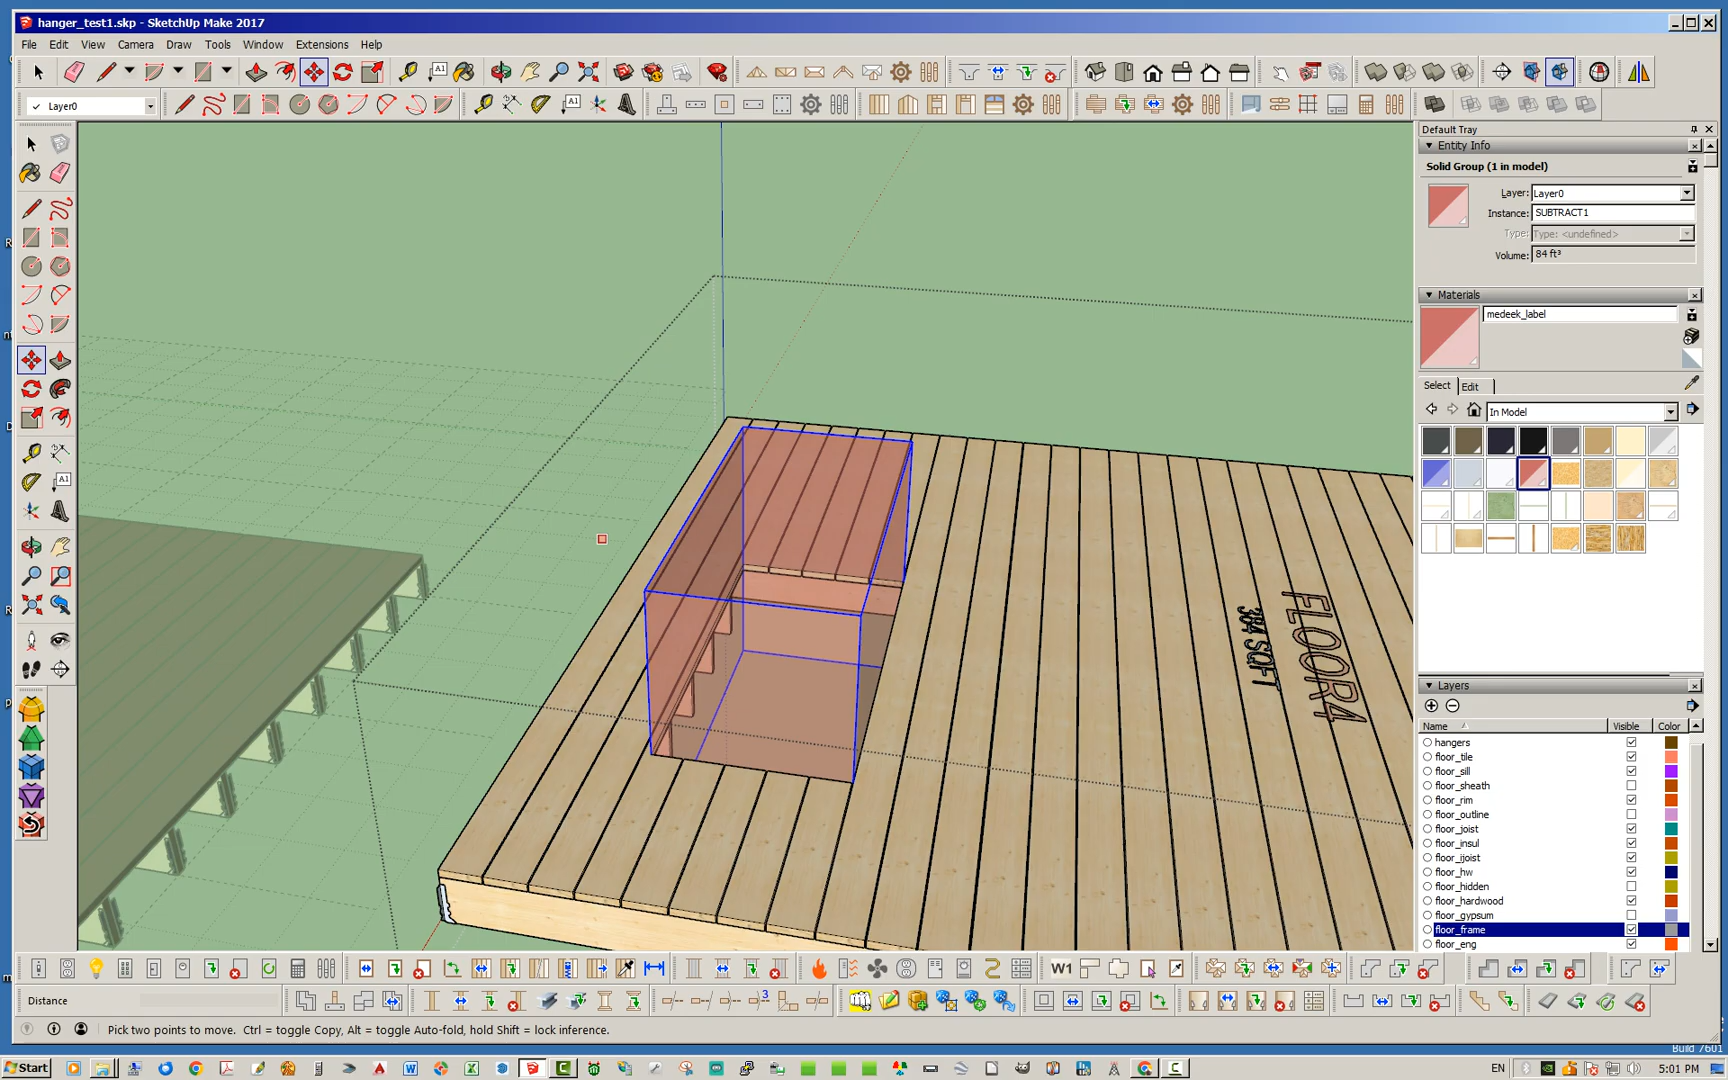 hanger_test1.skp - SketchUp Make 2017
File Edit View Camera Draw Tools Window Extensions Help
Layer0
Default Tray
Entity Info
Solid Group (1 in model)
Layer: Layer0
Instance: SUBTRACT1
Type: Type: <undefined>
Volume: 84 ft³
Materials
medeek_label
Select Edit
In Model
FLOOR4
384 SQFT
Layers
Name Visible Color
hangers
floor_tile
floor_sill
floor_sheath
floor_rim
floor_outline
floor_joist
floor_insul
floor_ijoist
floor_hw
floor_hidden
floor_hardwood
floor_gypsum
floor_frame
floor_eng
W1
3
Distance
Pick two points to move. Ctrl = toggle Copy, Alt = toggle Auto-fold, hold Shift = lock inference.
Build 7601
Start
EN
5:01 PM